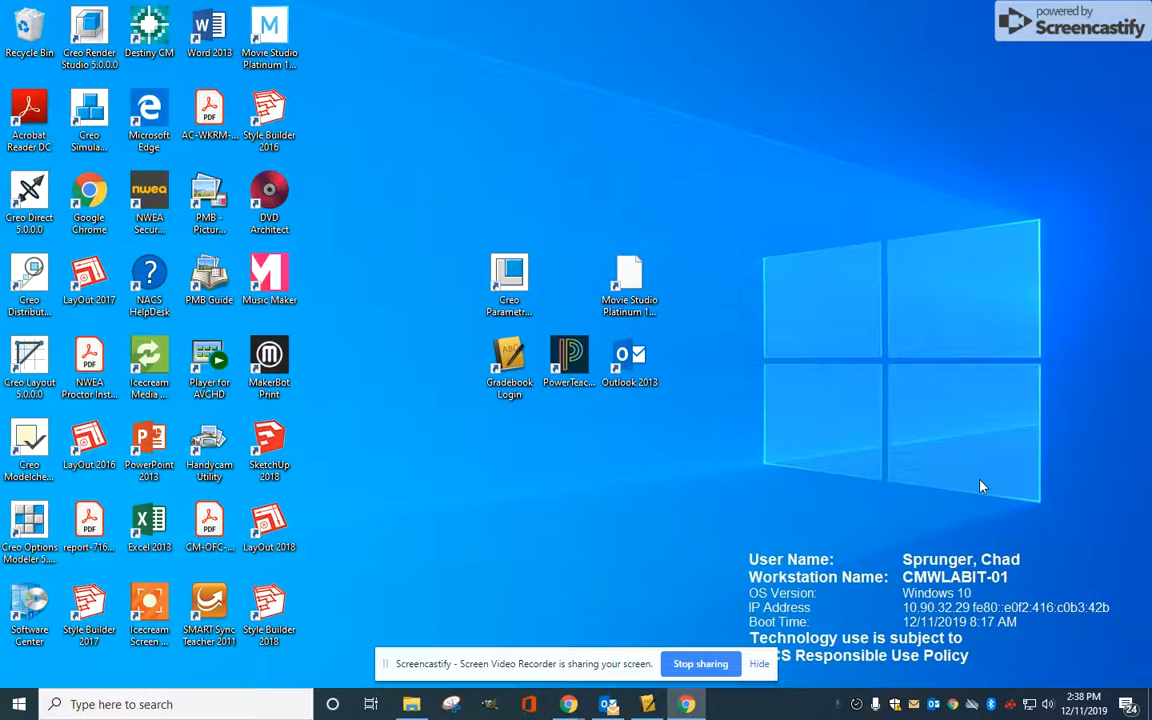 powered by
Screencastify
Recycle Bin
Creo Render
Studio 5.0.0.0
Destiny CM
Word 2013
Movie Studio
Platinum 1...
Acrobat
Reader DC
Creo
Simula...
Microsoft
Edge
PDF
AC-WKRM-...
Style Builder
2016
Creo Direct
5.0.0.0
Google
Chrome
nwea
NWEA
Secur...
PMB -
Pictur...
DVD
Architect
Creo
Distribut...
LayOut 2017
NACS
HelpDesk
PMB Guide
Music Maker
Creo
Parametr...
Movie Studio
Platinum 1...
Creo Layout
5.0.0.0
PDF
NWEA
Proctor Inst...
Icecream
Media ...
Player for
AVCHD
MakerBot
Print
ABC
Gradebook
Login
PowerTeac...
Outlook 2013
Creo
Modelche...
LayOut 2016
PowerPoint
2013
Handycam
Utility
SketchUp
2018
Creo Options
Modeler 5....
PDF
report-716...
Excel 2013
PDF
CM-OFC-...
LayOut 2018
Software
Center
Style Builder
2017
Icecream
Screen ...
SMART Sync
Teacher 2011
Style Builder
2018
User Name: Sprunger, Chad
Workstation Name: CMWLABIT-01
OS Version: Windows 10
IP Address 10.90.32.29 fe80::e0f2:416:c0b3:42b
Boot Time: 12/11/2019 8:17 AM
Technology use is subject to
CS Responsible Use Policy
Screencastify - Screen Video Recorder is sharing your screen.
Stop sharing
Hide
Type here to search
2:38 PM
12/11/2019
24